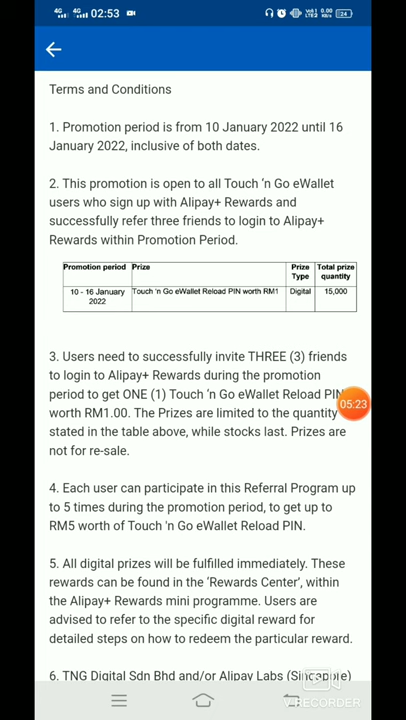 4G 4G 02:53
Vol) 0.00
LTE2 KB/s 24
Terms and Conditions
1. Promotion period is from 10 January 2022 until 16
January 2022, inclusive of both dates.
2. This promotion is open to all Touch 'n Go eWallet
users who sign up with Alipay+ Rewards and
successfully refer three friends to login to Alipay+
Rewards within Promotion Period.
Promotion period Prize Prize Type Total prize quantity
10 - 16 January 2022 Touch 'n Go eWallet Reload PIN worth RM1 Digital 15,000
3. Users need to successfully invite THREE (3) friends
to login to Alipay+ Rewards during the promotion
period to get ONE (1) Touch 'n Go eWallet Reload PIN
05:23
worth RM1.00. The Prizes are limited to the quantity
stated in the table above, while stocks last. Prizes are
not for re-sale.
4. Each user can participate in this Referral Program up
to 5 times during the promotion period, to get up to
RM5 worth of Touch 'n Go eWallet Reload PIN.
5. All digital prizes will be fulfilled immediately. These
rewards can be found in the 'Rewards Center', within
the Alipay+ Rewards mini programme. Users are
advised to refer to the specific digital reward for
detailed steps on how to redeem the particular reward.
6. TNG Digital Sdn Bhd and/or Alipay Labs (Singapore)
V RECORDER